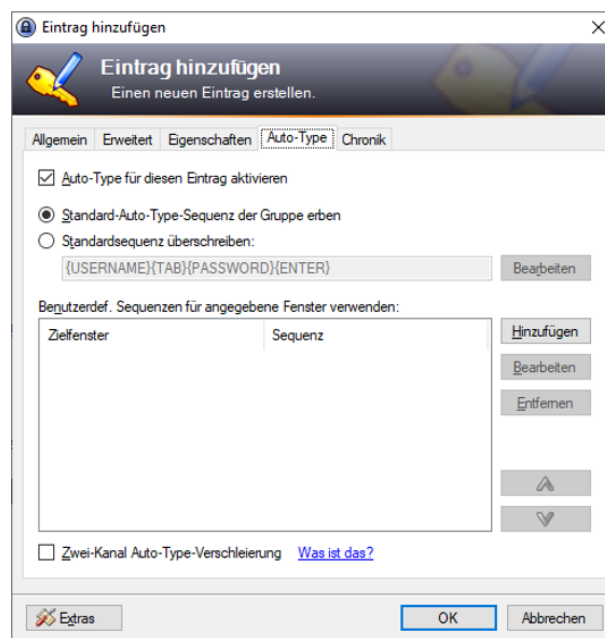 Eintrag hinzufügen
Eintrag hinzufügen
Einen neuen Eintrag erstellen.
Allgemein Erweitert Eigenschaften Auto-Type Chronik
Auto-Type für diesen Eintrag aktivieren
Standard-Auto-Type-Sequenz der Gruppe erben
Standardsequenz überschreiben:
{USERNAME}{TAB}{PASSWORD}{ENTER} Bearbeiten
Benutzerdef. Sequenzen für angegebene Fenster verwenden:
Zielfenster Sequenz Hinzufügen
Bearbeiten
Entfernen
Zwei-Kanal Auto-Type-Verschleierung Was ist das?
Extras OK Abbrechen